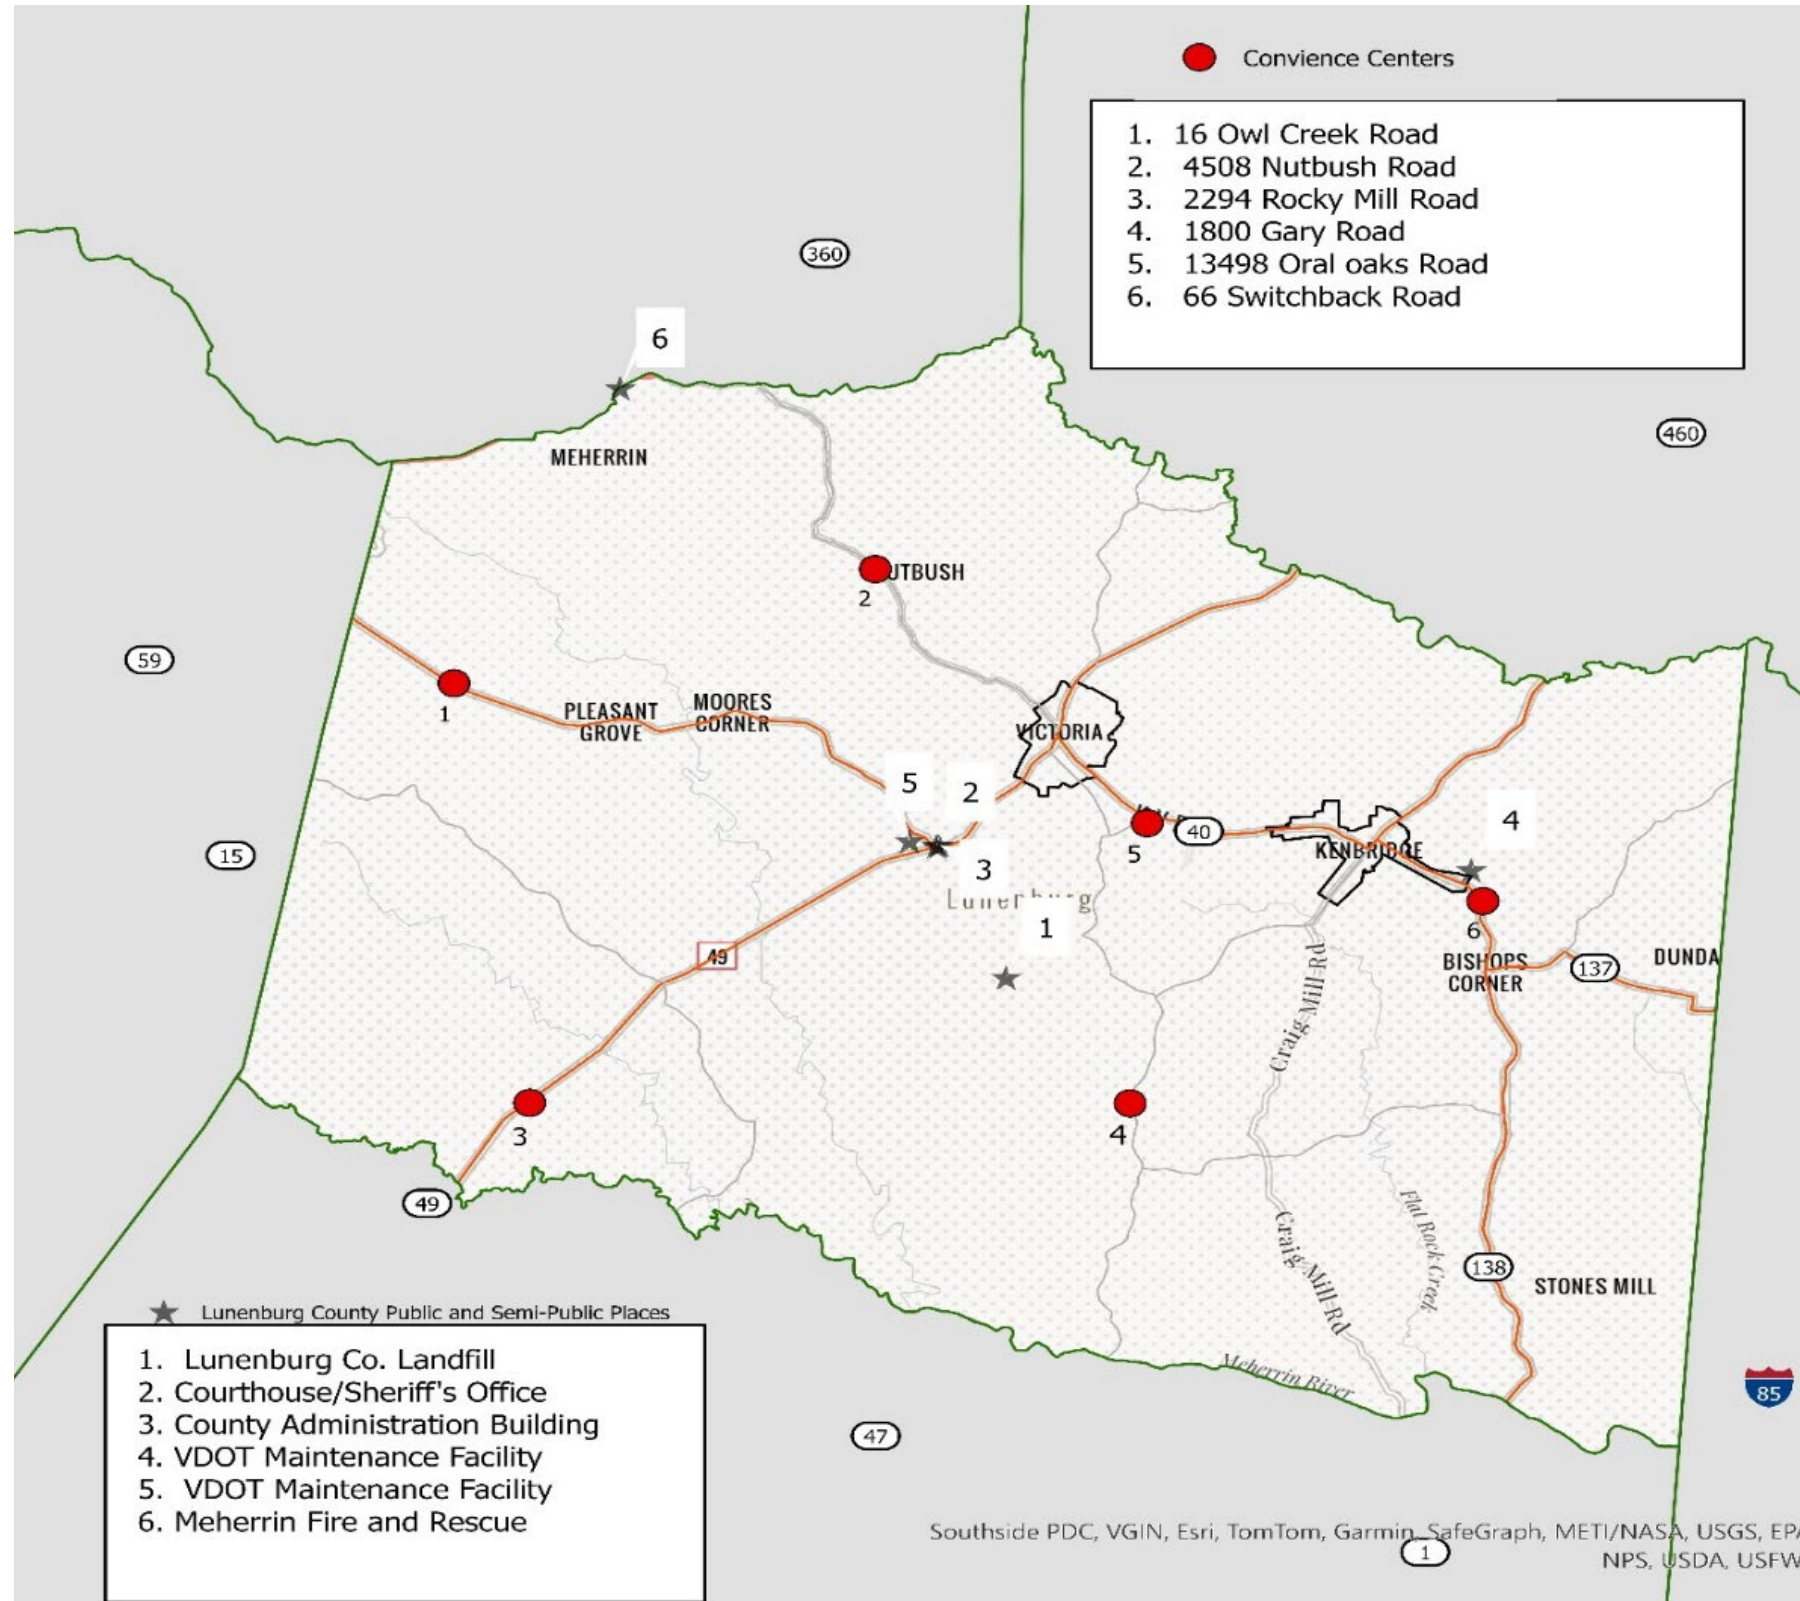 Convience Centers
1. 16 Owl Creek Road
2. 4508 Nutbush Road
3. 2294 Rocky Mill Road
4. 1800 Gary Road
5. 13498 Oral oaks Road
6. 66 Switchback Road
360
6
460
MEHERRIN
UTBUSH
2
59
1
PLEASANT
GROVE
MOORES
CORNER
VICTORIA
5
2
4
40
5
KENBRIDGE
15
3
Lunenburg
1
6
49
BISHOPS
CORNER
137
DUNDA
Craig Mill Rd
3
4
49
Flat Rock Creek
Craig Mill Rd
138
STONES MILL
Meherrin River
85
47
Lunenburg County Public and Semi-Public Places
1. Lunenburg Co. Landfill
2. Courthouse/Sheriff's Office
3. County Administration Building
4. VDOT Maintenance Facility
5. VDOT Maintenance Facility
6. Meherrin Fire and Rescue
Southside PDC, VGIN, Esri, TomTom, Garmin, SafeGraph, METI/NASA, USGS, EPA
1
NPS, USDA, USFW